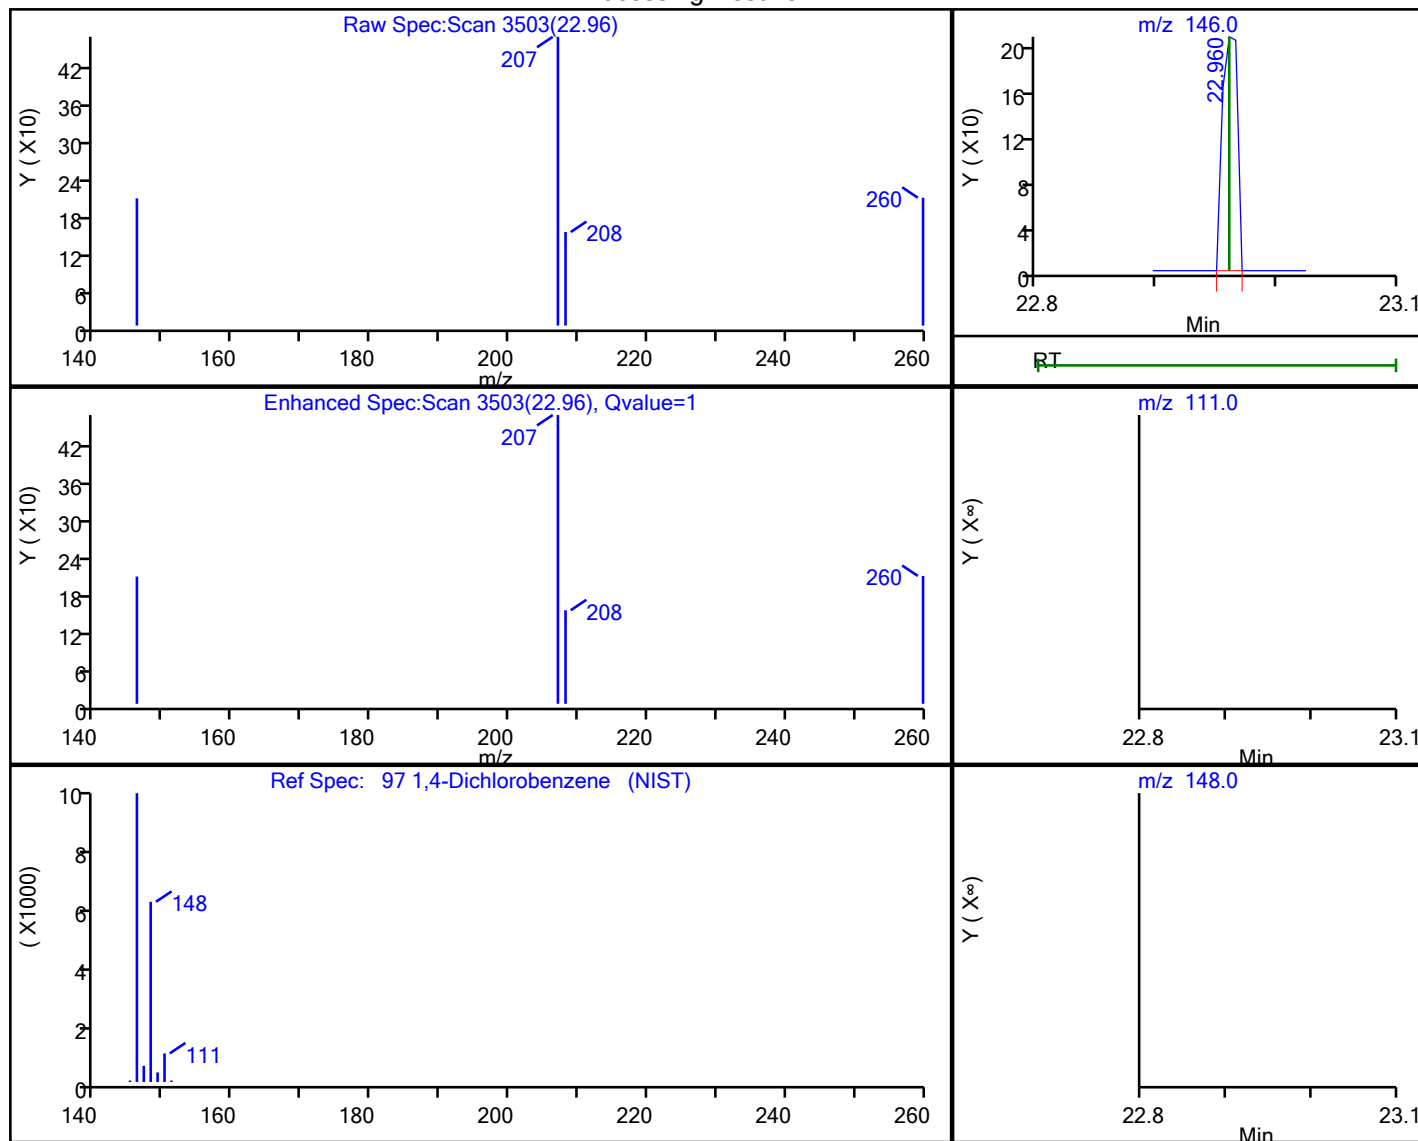 Raw Spec:Scan 3503(22.96)
Y ( X10)
42
36
30
24
18
12
6
0
207
208
260
140 160 180 200 220 240 260
m/z
m/z 146.0
Y ( X10)
20
16
12
8
4
0
22.960
22.8 23.1
Min
RT
Enhanced Spec:Scan 3503(22.96), Qvalue=1
Y ( X10)
42
36
30
24
18
12
6
0
207
208
260
140 160 180 200 220 240 260
m/z
m/z 111.0
Y ( X∞)
22.8 23.1
Min
Ref Spec: 97 1,4-Dichlorobenzene (NIST)
( X1000)
10
8
6
4
2
0
148
111
140 160 180 200 220 240 260
m/z 148.0
Y ( X∞)
22.8 23.1
Min